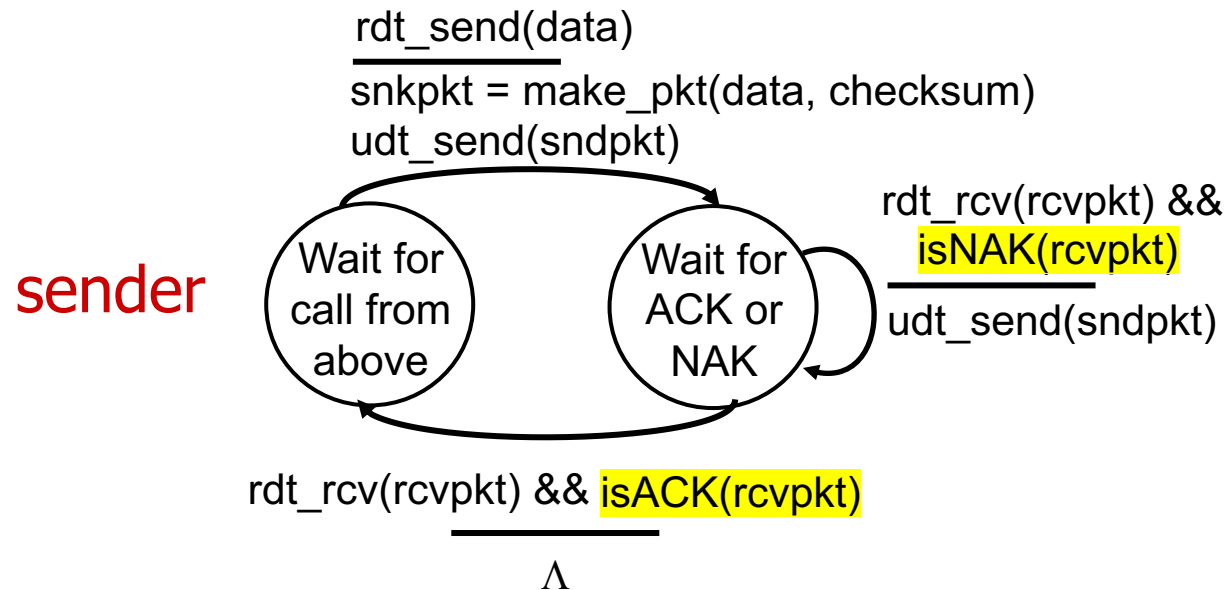 rdt_send(data)
snkpkt = make_pkt(data, checksum)
udt_send(sndpkt)
sender
Wait for
call from
above
Wait for
ACK or
NAK
rdt_rcv(rcvpkt) &&
isNAK(rcvpkt)
udt_send(sndpkt)
rdt_rcv(rcvpkt) && isACK(rcvpkt)
Λ